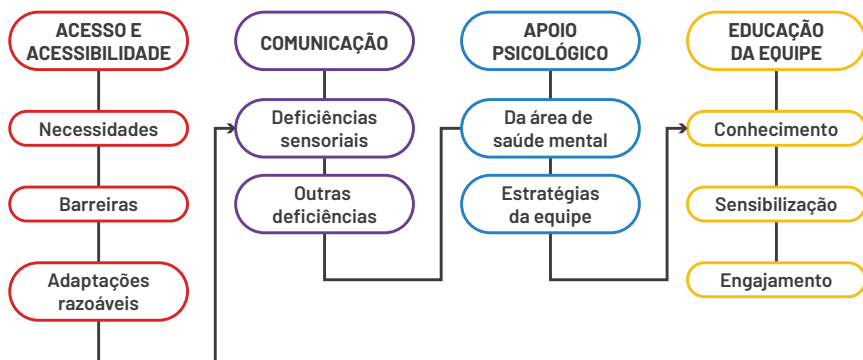 ACESSO E
ACESSIBILIDADE
Necessidades
Barreiras
Adaptações
razoáveis
COMUNICAÇÃO
Deficiências
sensoriais
Outras
deficiências
APOIO
PSICOLÓGICO
Da área de
saúde mental
Estratégias
da equipe
EDUCAÇÃO
DA EQUIPE
Conhecimento
Sensibilização
Engajamento